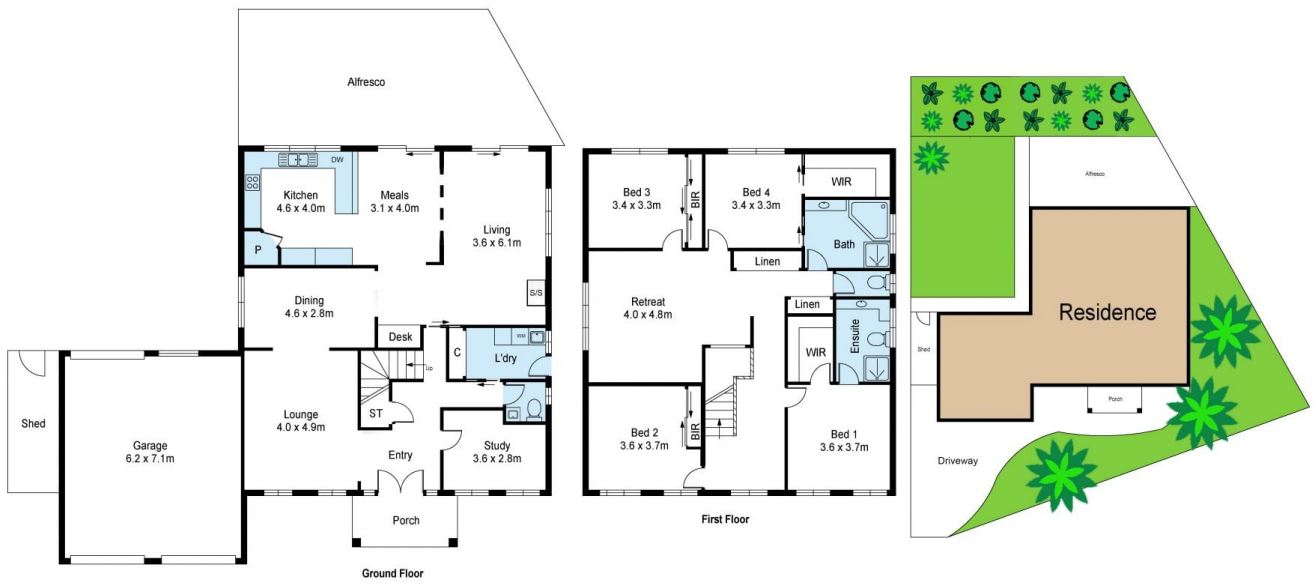 Alfresco
DW
Kitchen
4.6 x 4.0m
Meals
3.1 x 4.0m
Living
3.6 x 6.1m
P
S/S
Dining
4.6 x 2.8m
Desk
C
WM
L'dry
Up
ST
Lounge
4.0 x 4.9m
Entry
Study
3.6 x 2.8m
Shed
Garage
6.2 x 7.1m
Porch
Ground Floor
Bed 3
3.4 x 3.3m
BIR
Bed 4
3.4 x 3.3m
WIR
Bath
Linen
Retreat
4.0 x 4.8m
Linen
WIR
Ensuite
Bed 2
3.6 x 3.7m
BIR
Bed 1
3.6 x 3.7m
First Floor
Alfresco
Residence
Shed
Porch
Driveway